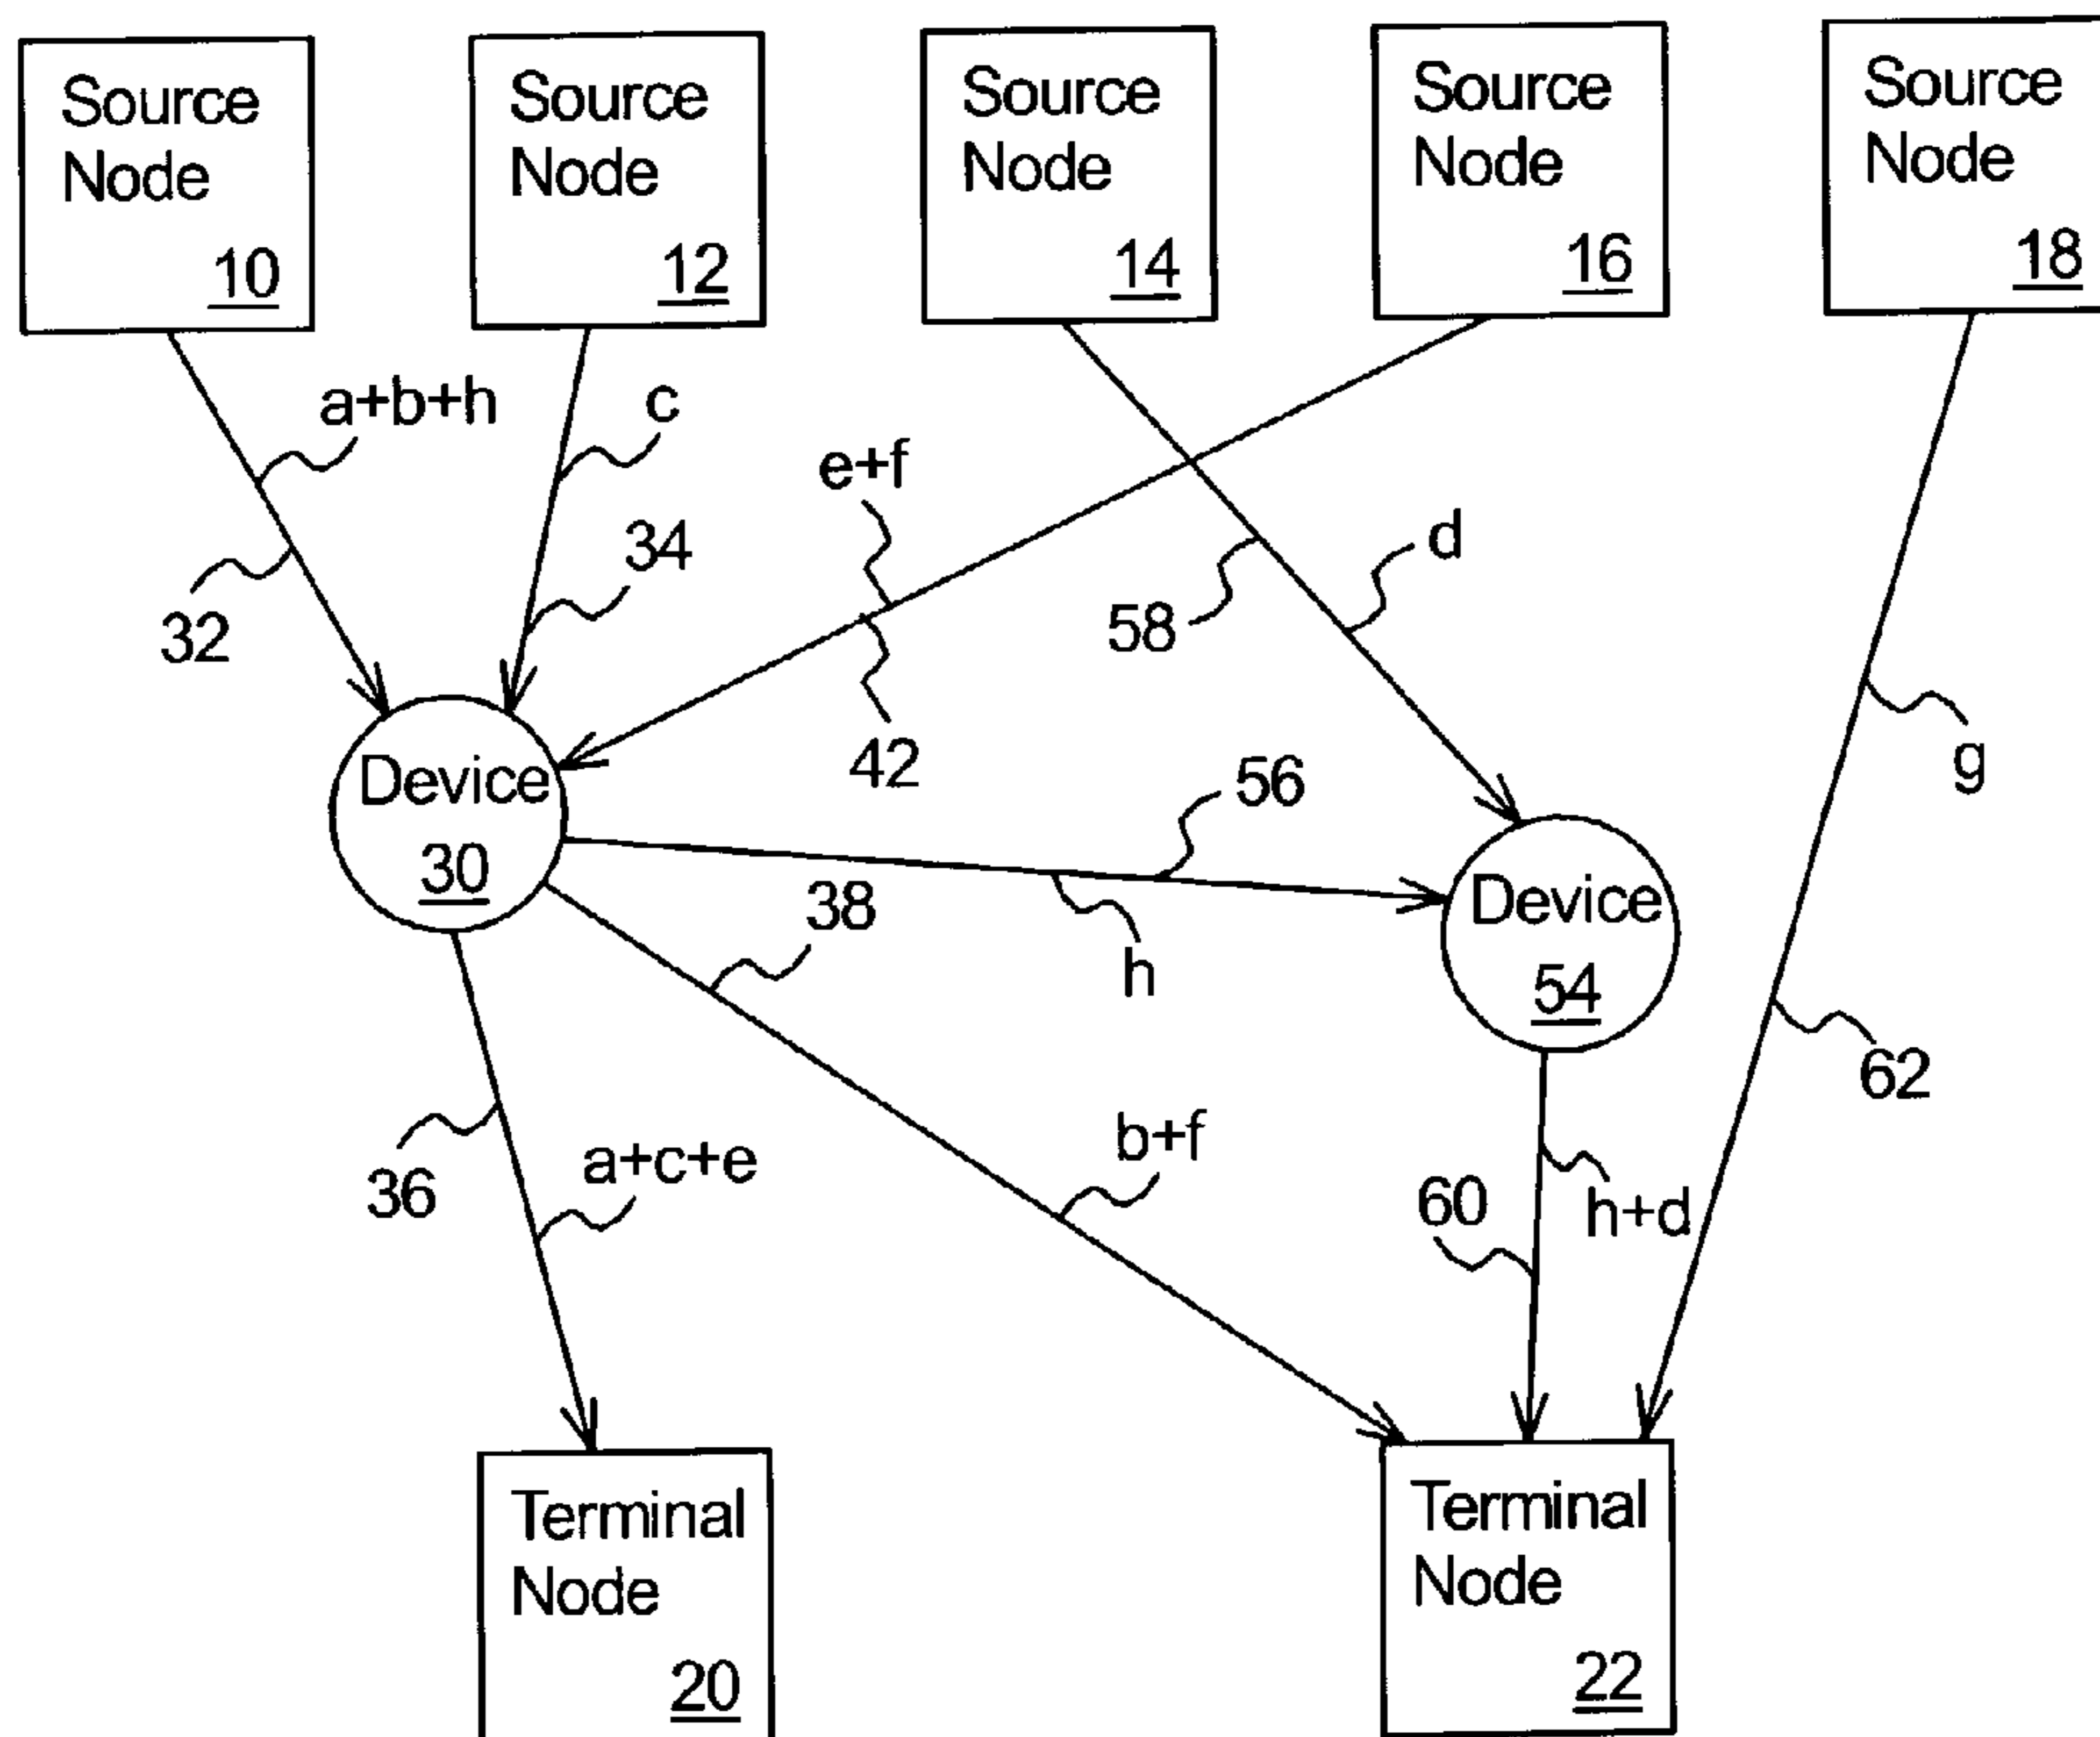 Source
Node
10
Source
Node
12
Source
Node
14
Source
Node
16
Source
Node
18
a+b+h
c
e+f
d
34
32
58
42
56
g
Device
30
38
h
Device
54
62
36
a+c+e
b+f
60
h+d
Terminal
Node
20
Terminal
Node
22